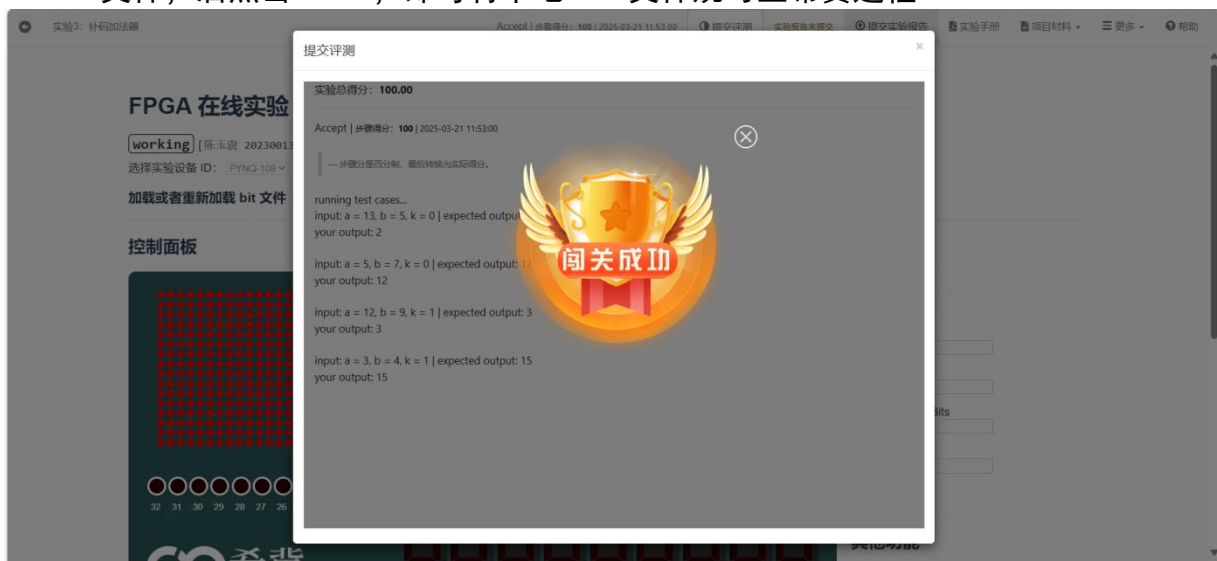 实验3：补码加法器
Accept | 步骤得分：100 | 2025-03-21 11:53:00
提交评测
实验报告未提交
提交实验报告
实验手册
项目材料
更多
帮助
提交评测
×
实验总得分：100.00
Accept | 步骤得分：100 | 2025-03-21 11:53:00
— 步骤分是百分制，最后转换为实际得分。
running test cases...
input: a = 13, b = 5, k = 0 | expected output
your output: 2
input: a = 5, b = 7, k = 0 | expected output: 12
your output: 12
input: a = 12, b = 9, k = 1 | expected output: 3
your output: 3
input: a = 3, b = 4, k = 1 | expected output: 15
your output: 15
闯关成功
FPGA 在线实验
working
选择实验设备 ID： PYNQ-108
加载或者重新加载 bit 文件
控制面板
32 31 30 29 28 27 26
Bits